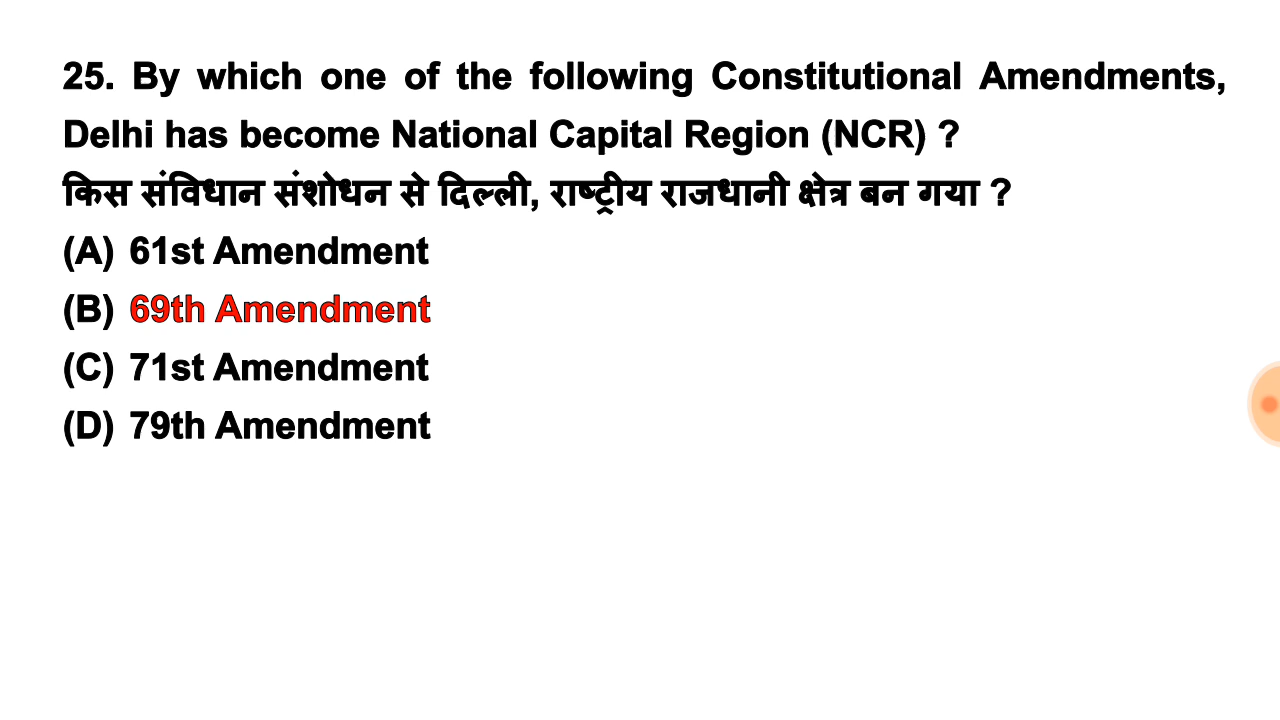 25. By which one of the following Constitutional Amendments,
Delhi has become National Capital Region (NCR) ?
किस संविधान संशोधन से दिल्ली, राष्ट्रीय राजधानी क्षेत्र बन गया ?
(A) 61st Amendment
(B) 69th Amendment
(C) 71st Amendment
(D) 79th Amendment